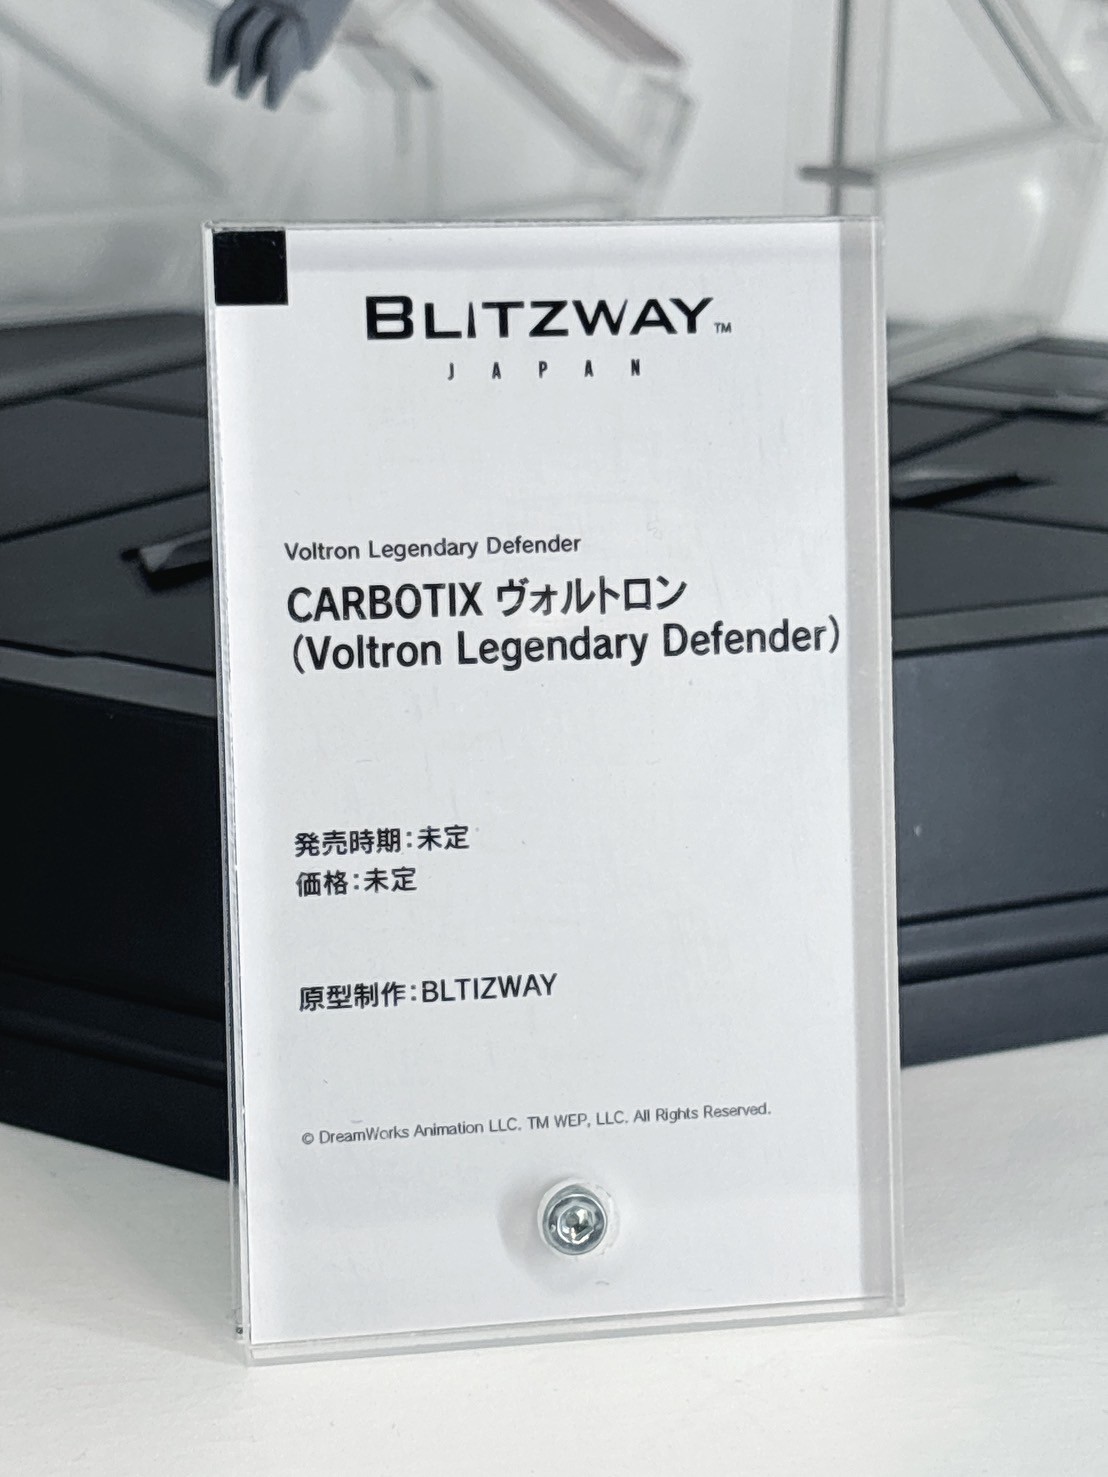 BLITZWAY™
JAPAN
Voltron Legendary Defender
CARBOTIX ヴォルトロン
(Voltron Legendary Defender)
発売時期:未定
価格:未定
原型制作:BLTIZWAY
© DreamWorks Animation LLC. TM WEP, LLC. All Rights Reserved.